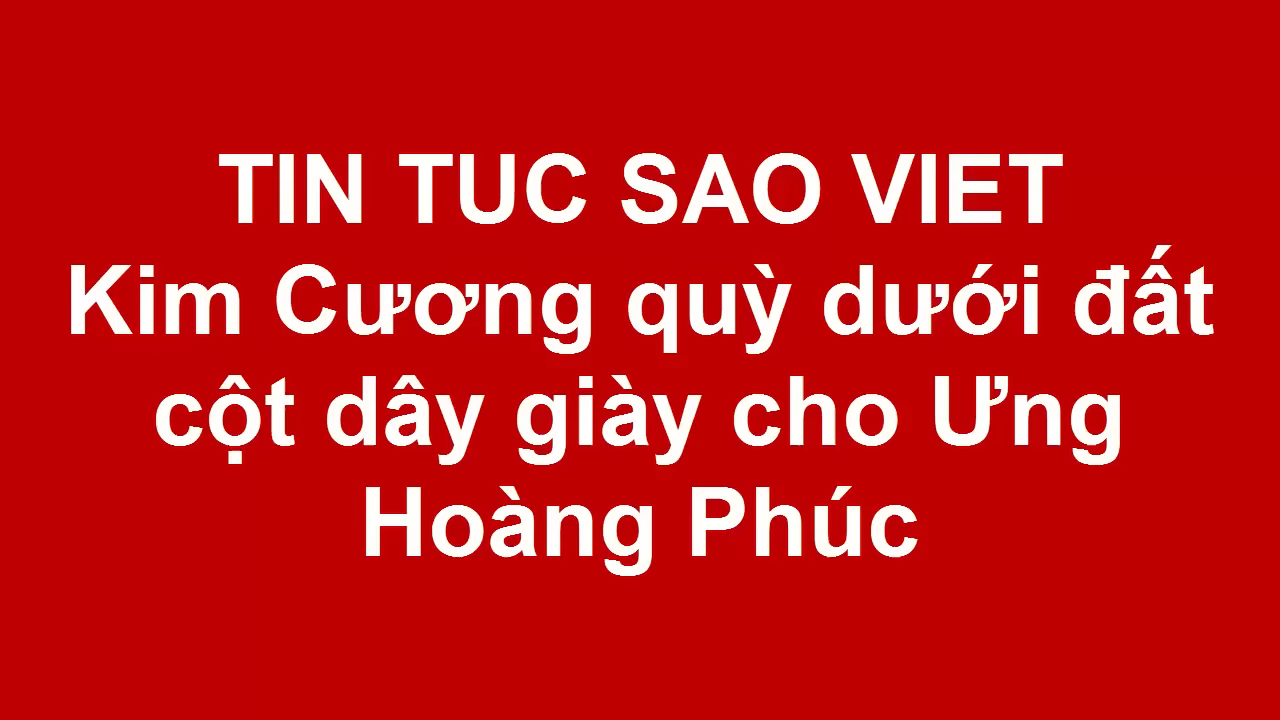 TIN TUC SAO VIET
Kim Cương quỳ dưới đất
cột dây giày cho Ưng
Hoàng Phúc